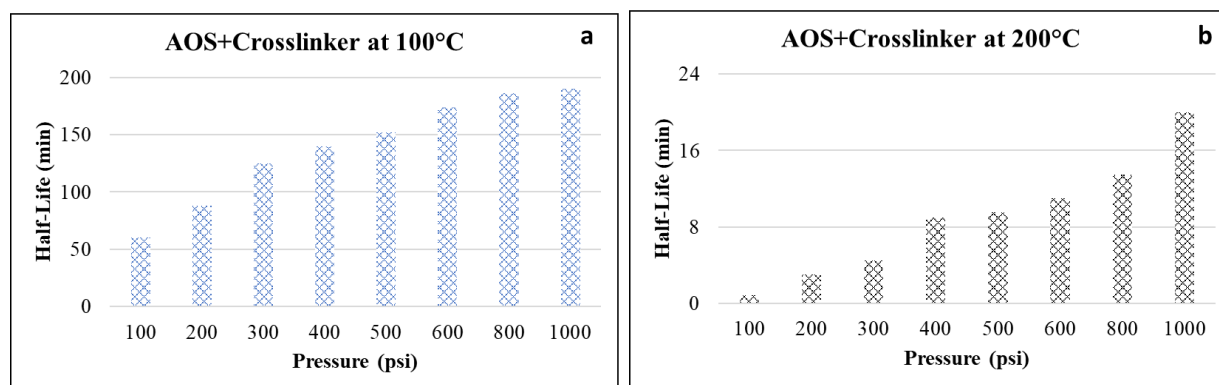 AOS+Crosslinker at 100°C
a
Half-Life (min)
200
150
100
50
0
100 200 300 400 500 600 800 1000
Pressure (psi)
AOS+Crosslinker at 200°C
b
Half-Life (min)
24
16
8
0
100 200 300 400 500 600 800 1000
Pressure (psi)